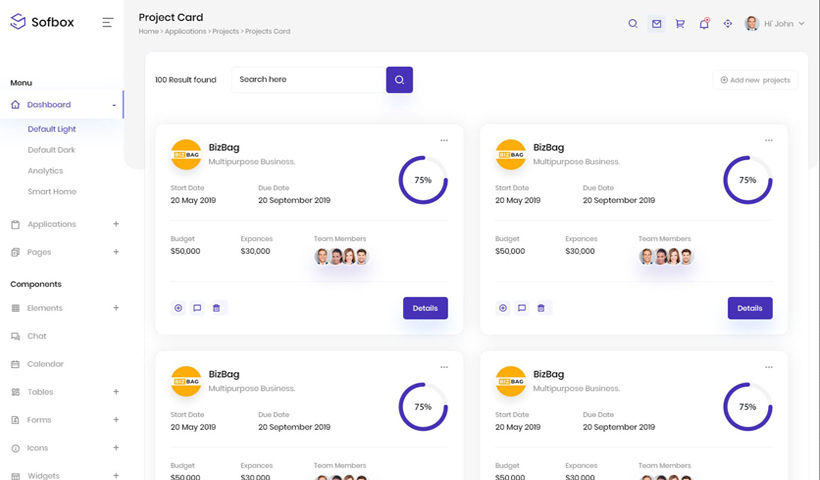 Sofbox
Project Card
Home > Applications > Projects > Projects Card
Hi' John
Menu
Dashboard
Default Light
Default Dark
Analytics
Smart Home
Applications
Pages
Components
Elements
Chat
Calendar
Tables
Forms
Icons
Widgets
100 Result found
Search here
Add new projects
BIZBAG
BizBag
Multipurpose Business.
75%
Start Date
Due Date
20 May 2019
20 September 2019
Budget
Expances
Team Members
$50,000
$30,000
Details
BIZBAG
BizBag
Multipurpose Business.
75%
Start Date
Due Date
20 May 2019
20 September 2019
Budget
Expances
Team Members
$50,000
$30,000
Details
BIZBAG
BizBag
Multipurpose Business.
75%
Start Date
Due Date
20 May 2019
20 September 2019
Budget
Expances
Team Members
$50,000
$30,000
BIZBAG
BizBag
Multipurpose Business.
75%
Start Date
Due Date
20 May 2019
20 September 2019
Budget
Expances
Team Members
$50,000
$30,000